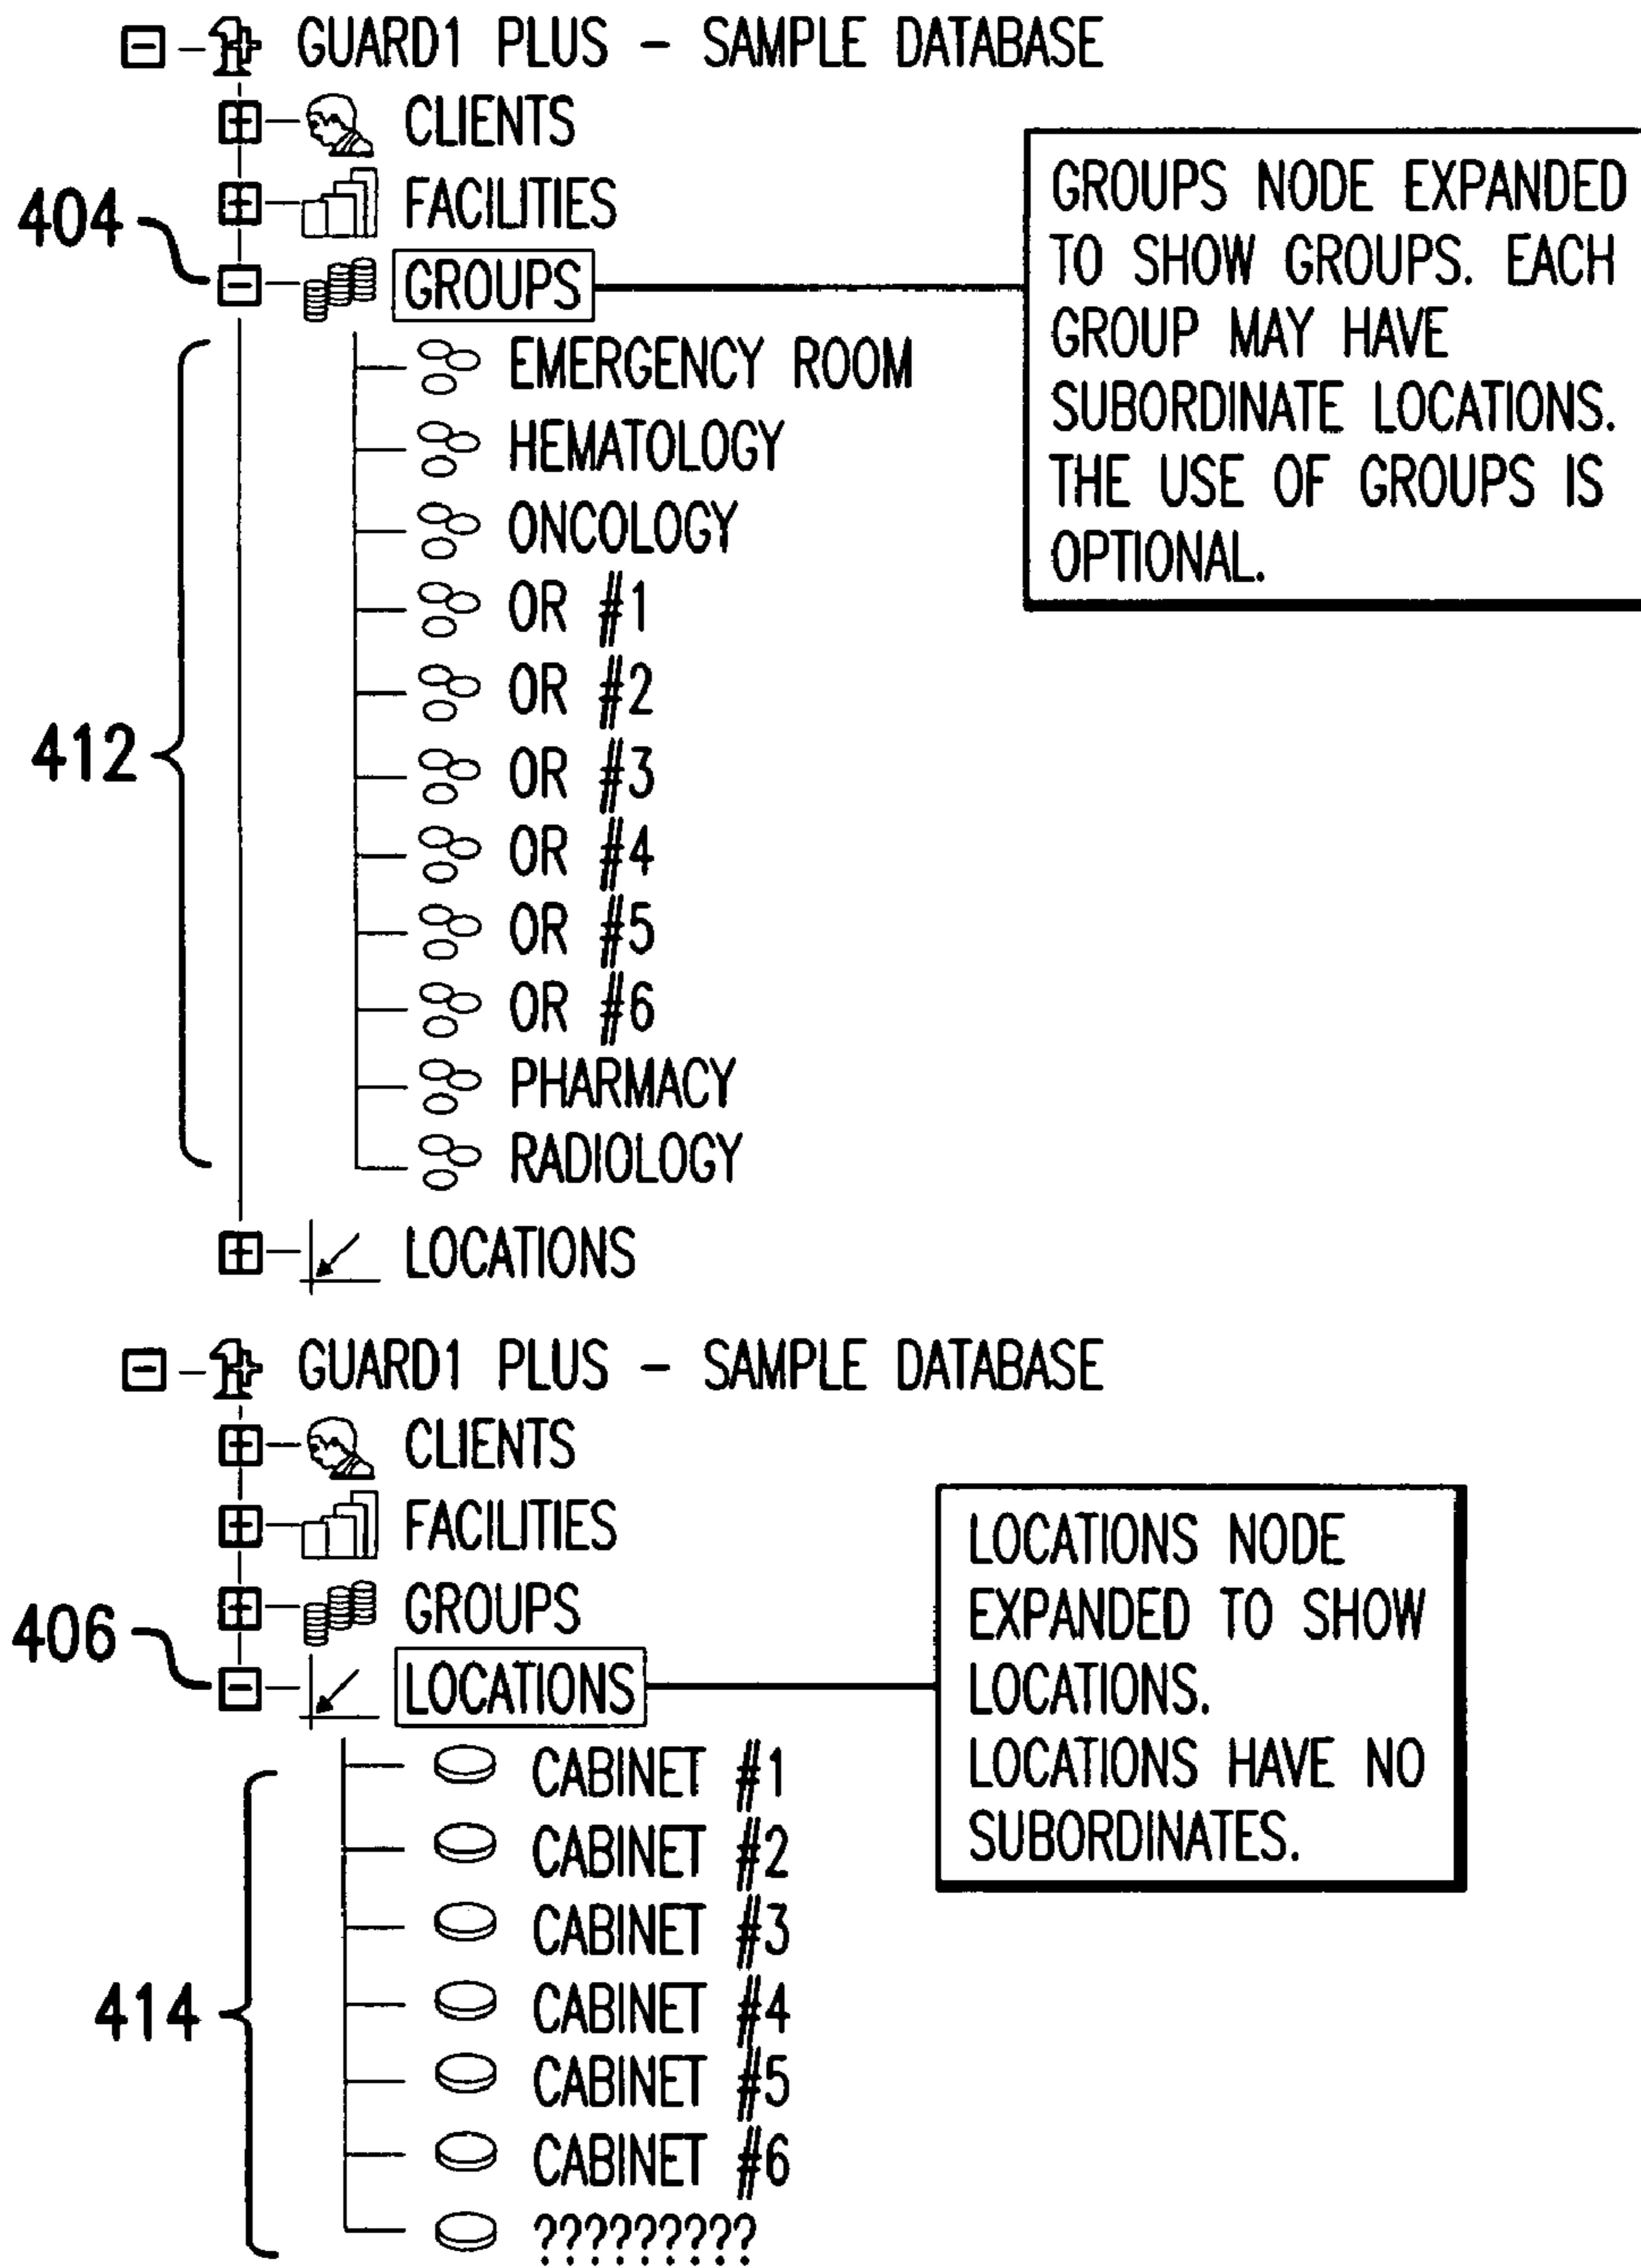 GUARD1 PLUS – SAMPLE DATABASE
CLIENTS
FACILITIES
404
GROUPS
GROUPS NODE EXPANDED
TO SHOW GROUPS. EACH
GROUP MAY HAVE
SUBORDINATE LOCATIONS.
THE USE OF GROUPS IS
OPTIONAL.
412
EMERGENCY ROOM
HEMATOLOGY
ONCOLOGY
OR #1
OR #2
OR #3
OR #4
OR #5
OR #6
PHARMACY
RADIOLOGY
LOCATIONS
GUARD1 PLUS – SAMPLE DATABASE
CLIENTS
FACILITIES
GROUPS
406
LOCATIONS
LOCATIONS NODE
EXPANDED TO SHOW
LOCATIONS.
LOCATIONS HAVE NO
SUBORDINATES.
414
CABINET #1
CABINET #2
CABINET #3
CABINET #4
CABINET #5
CABINET #6
?????????